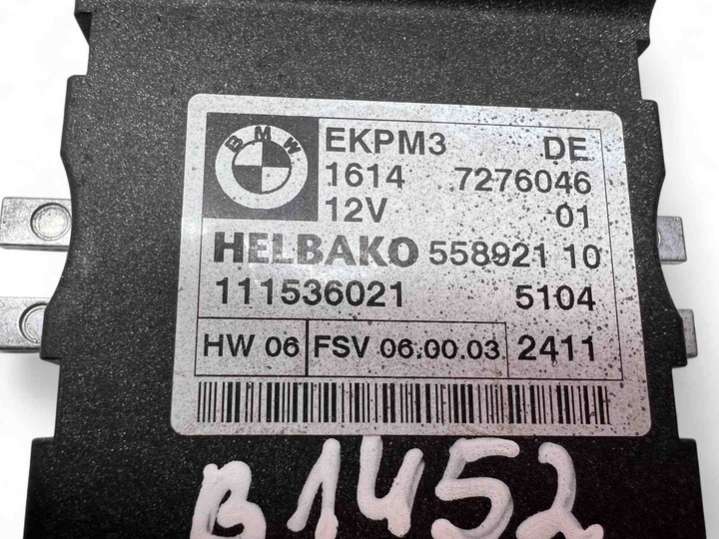 BMW
EKPM3 DE
1614 7276046
12V 01
HELBAKO 558921 10
111536021 5104
HW 06 FSV 06.00.03 2411
B1452